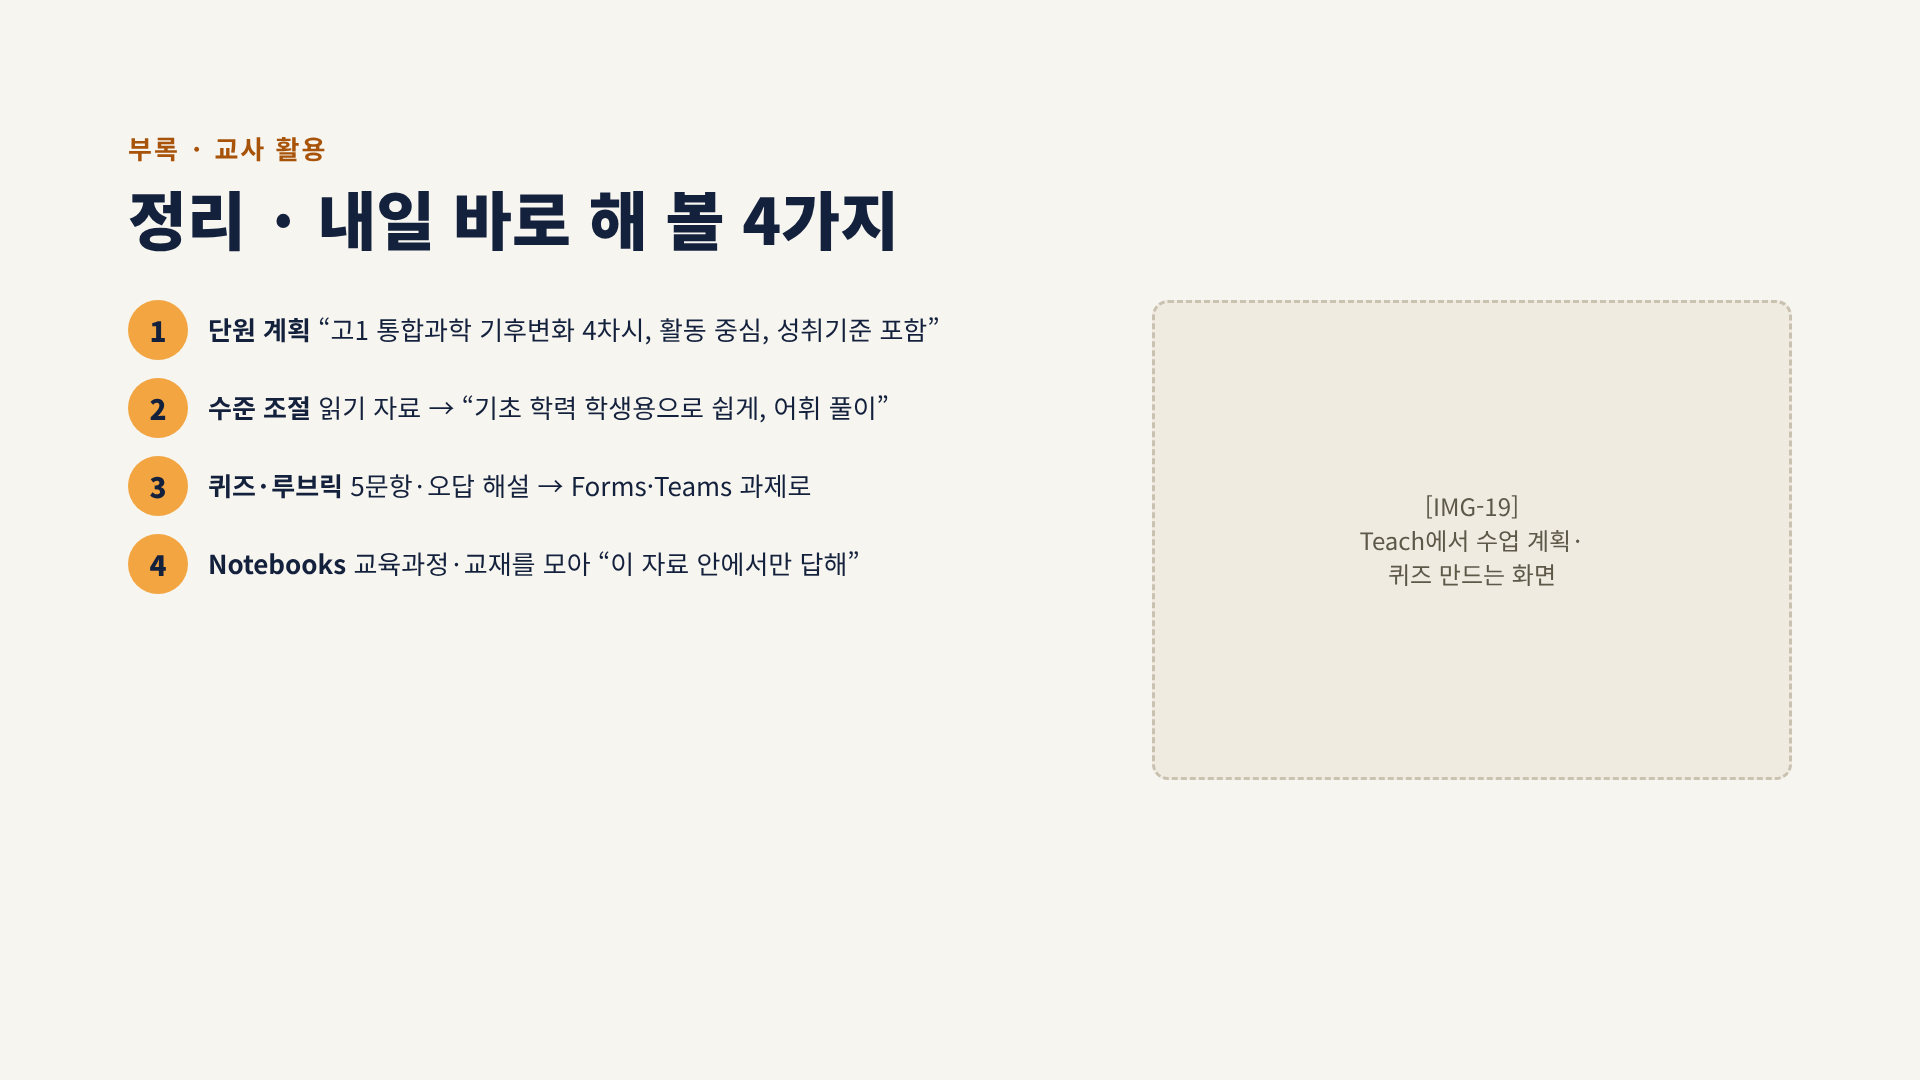 부록 · 교사 활용
정리 · 내일 바로 해 볼 4가지
1 단원 계획 “고1 통합과학 기후변화 4차시, 활동 중심, 성취기준 포함”
2 수준 조절 읽기 자료 → “기초 학력 학생용으로 쉽게, 어휘 풀이”
3 퀴즈·루브릭 5문항·오답 해설 → Forms·Teams 과제로
4 Notebooks 교육과정·교재를 모아 “이 자료 안에서만 답해”
[IMG-19]
Teach에서 수업 계획·
퀴즈 만드는 화면